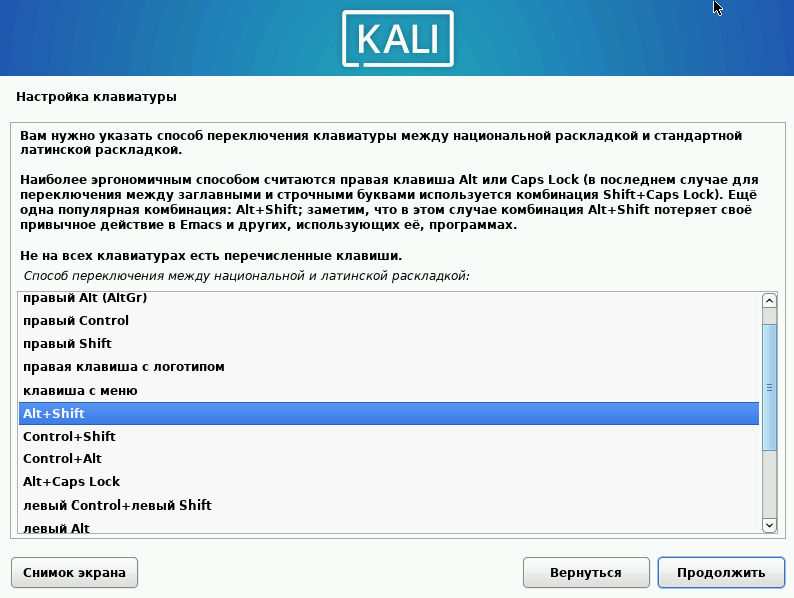 KALI
Настройка клавиатуры
Вам нужно указать способ переключения клавиатуры между национальной раскладкой и стандартной
латинской раскладкой.
Наиболее эргономичным способом считаются правая клавиша Alt или Caps Lock (в последнем случае для
переключения между заглавными и строчными буквами используется комбинация Shift+Caps Lock). Ещё
одна популярная комбинация: Alt+Shift; заметим, что в этом случае комбинация Alt+Shift потеряет своё
привычное действие в Emacs и других, использующих её, программах.
Не на всех клавиатурах есть перечисленные клавиши.
Способ переключения между национальной и латинской раскладкой:
правый Alt (AltGr)
правый Control
правый Shift
правая клавиша с логотипом
клавиша с меню
Alt+Shift
Control+Shift
Control+Alt
Alt+Caps Lock
левый Control+левый Shift
левый Alt
Снимок экрана
Вернуться
Продолжить